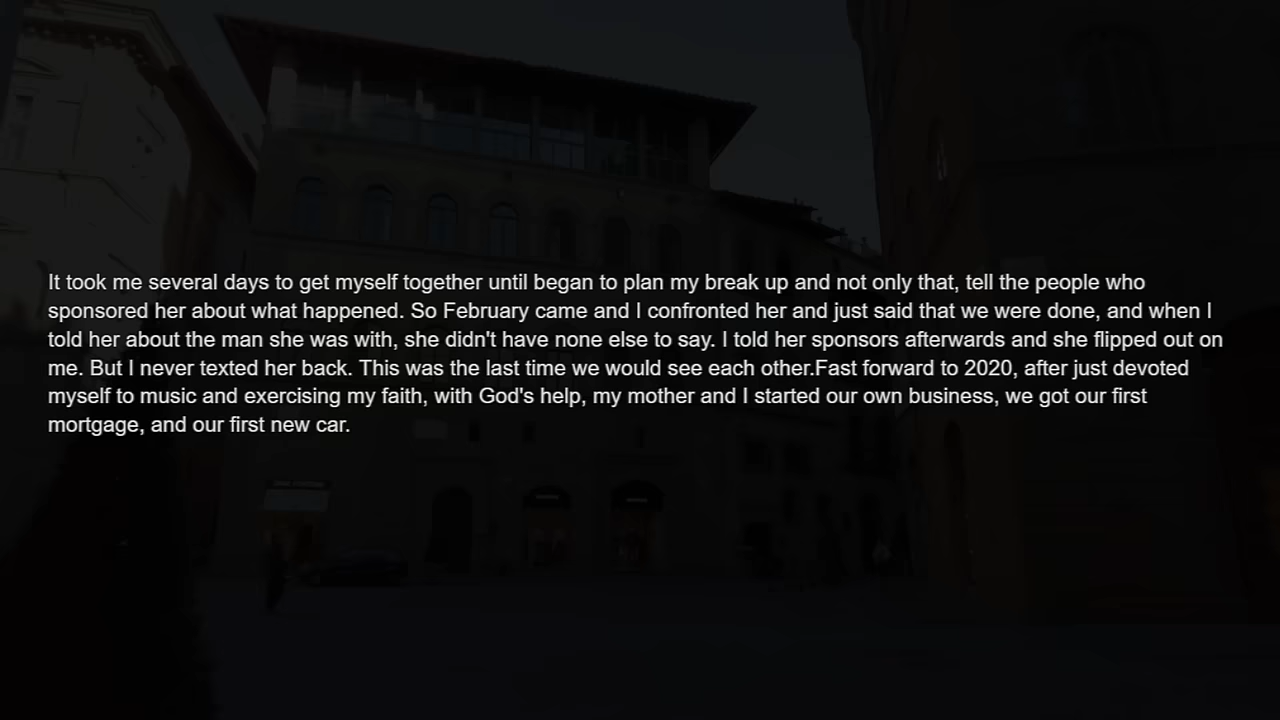 It took me several days to get myself together until began to plan my break up and not only that, tell the people who
sponsored her about what happened. So February came and I confronted her and just said that we were done, and when I
told her about the man she was with, she didn't have none else to say. I told her sponsors afterwards and she flipped out on
me. But I never texted her back. This was the last time we would see each other.Fast forward to 2020, after just devoted
myself to music and exercising my faith, with God's help, my mother and I started our own business, we got our first
mortgage, and our first new car.